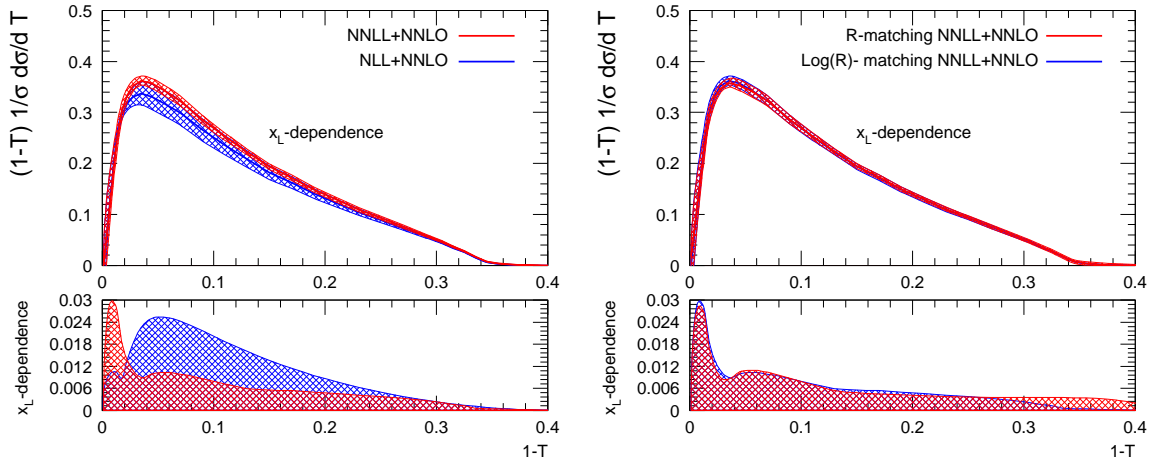 (1-T) 1/σ dσ/d T
0.5
0.4
0.3
0.2
0.1
0
NNLL+NNLO
NLL+NNLO
x_L-dependence
0 0.1 0.2 0.3 0.4
x_L-dependence
0.03
0.024
0.018
0.012
0.006
0
0 0.1 0.2 0.3 0.4
1-T
(1-T) 1/σ dσ/d T
0.5
0.4
0.3
0.2
0.1
0
R-matching NNLL+NNLO
Log(R)- matching NNLL+NNLO
x_L-dependence
0 0.1 0.2 0.3 0.4
x_L-dependence
0.03
0.024
0.018
0.012
0.006
0
0 0.1 0.2 0.3 0.4
1-T